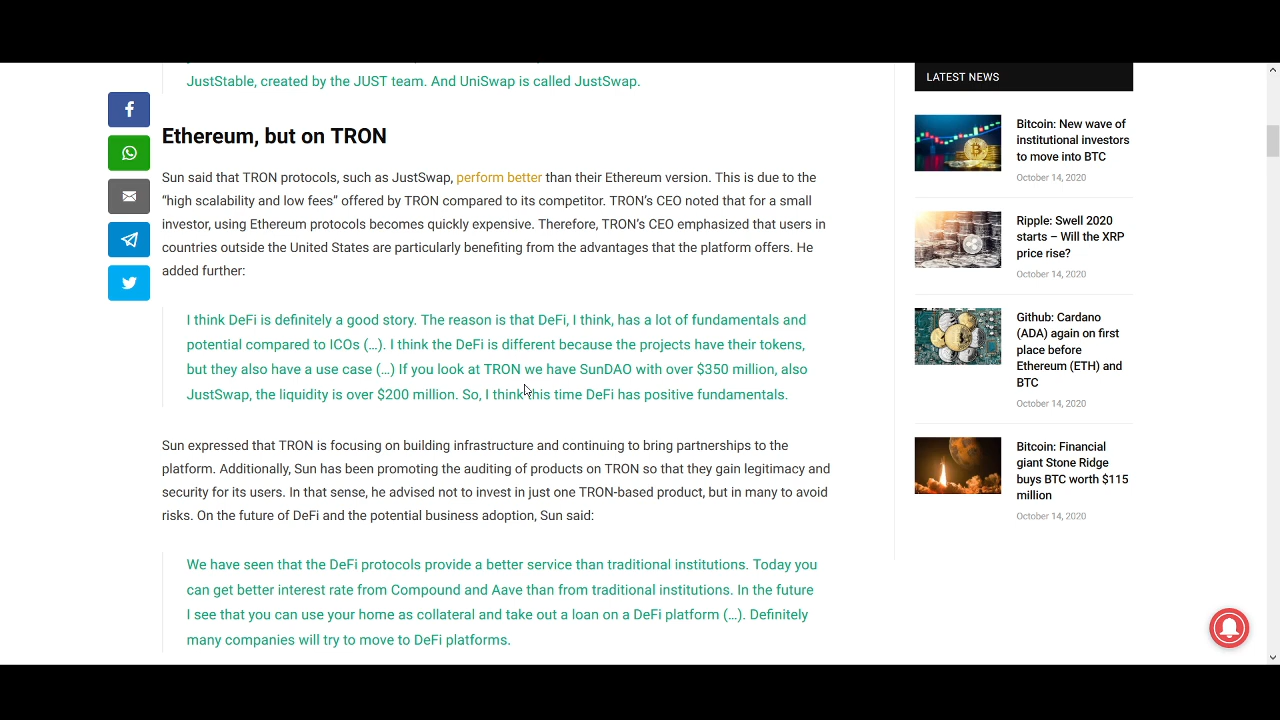 JustStable, created by the JUST team. And UniSwap is called JustSwap.
Ethereum, but on TRON
Sun said that TRON protocols, such as JustSwap, perform better than their Ethereum version. This is due to the
“high scalability and low fees” offered by TRON compared to its competitor. TRON’s CEO noted that for a small
investor, using Ethereum protocols becomes quickly expensive. Therefore, TRON’s CEO emphasized that users in
countries outside the United States are particularly benefiting from the advantages that the platform offers. He
added further:
I think DeFi is definitely a good story. The reason is that DeFi, I think, has a lot of fundamentals and
potential compared to ICOs (…). I think the DeFi is different because the projects have their tokens,
but they also have a use case (…) If you look at TRON we have SunDAO with over $350 million, also
JustSwap, the liquidity is over $200 million. So, I think this time DeFi has positive fundamentals.
Sun expressed that TRON is focusing on building infrastructure and continuing to bring partnerships to the
platform. Additionally, Sun has been promoting the auditing of products on TRON so that they gain legitimacy and
security for its users. In that sense, he advised not to invest in just one TRON-based product, but in many to avoid
risks. On the future of DeFi and the potential business adoption, Sun said:
We have seen that the DeFi protocols provide a better service than traditional institutions. Today you
can get better interest rate from Compound and Aave than from traditional institutions. In the future
I see that you can use your home as collateral and take out a loan on a DeFi platform (…). Definitely
many companies will try to move to DeFi platforms.
LATEST NEWS
Bitcoin: New wave of
institutional investors
to move into BTC
October 14, 2020
Ripple: Swell 2020
starts – Will the XRP
price rise?
October 14, 2020
Github: Cardano
(ADA) again on first
place before
Ethereum (ETH) and
BTC
October 14, 2020
Bitcoin: Financial
giant Stone Ridge
buys BTC worth $115
million
October 14, 2020